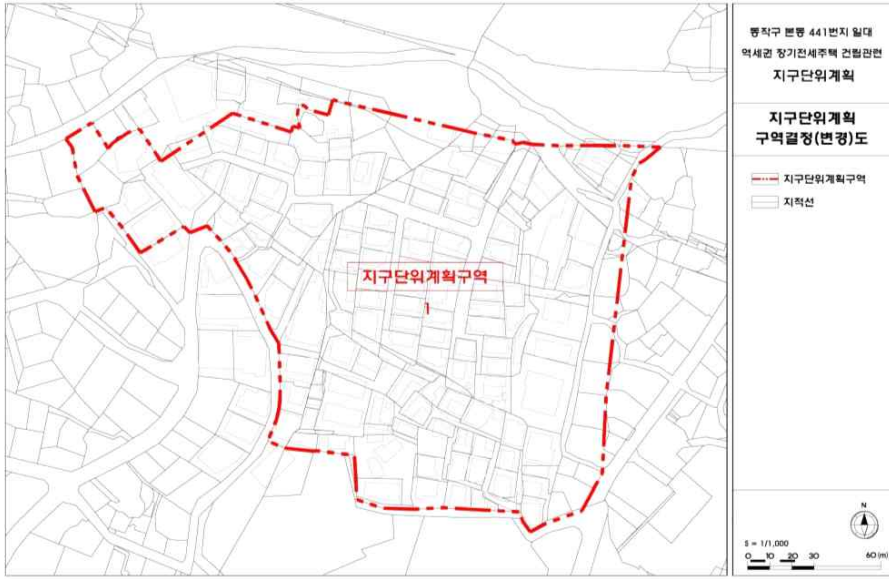 동작구 본동 441번지 일대
역세권 장기전세주택 건립관련
지구단위계획
지구단위계획
구역결정(변경)도
지구단위계획구역
지적선
지구단위계획구역
1
N
S = 1/1,000
0 10 20 30 60 (m)